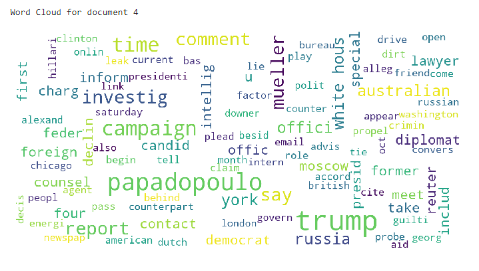 Word Cloud for document 4
clinton
onlin
leak
current
bas
time
comment
hillari
first
link
presidenti
inform
charg
investig
saturday
intellig
mueller
lie
u
factor
bureau
play
polit
counter
white hous
special
drive
open
dirt
lawyer
alleg
friend
come
australian
russian
alexand
feder
declin
campaign
candid
plead
downer
besid
email
offici
advis
appear
washington
crimin
propel
foreign
also
offic
role
tie
oct
diplomat
convers
chicago
begin
tell
month
intern
claim
moscow
presid
former
reuter
counsel
agent
papadopoulo
york
say
accord
british
cite
meet
includ
peopl
decis
four
pass
behind
counterpart
trump
take
guilti
energi
report
contact
london
govern
russia
probe
georg
newspap
american
dutch
democrat
aid